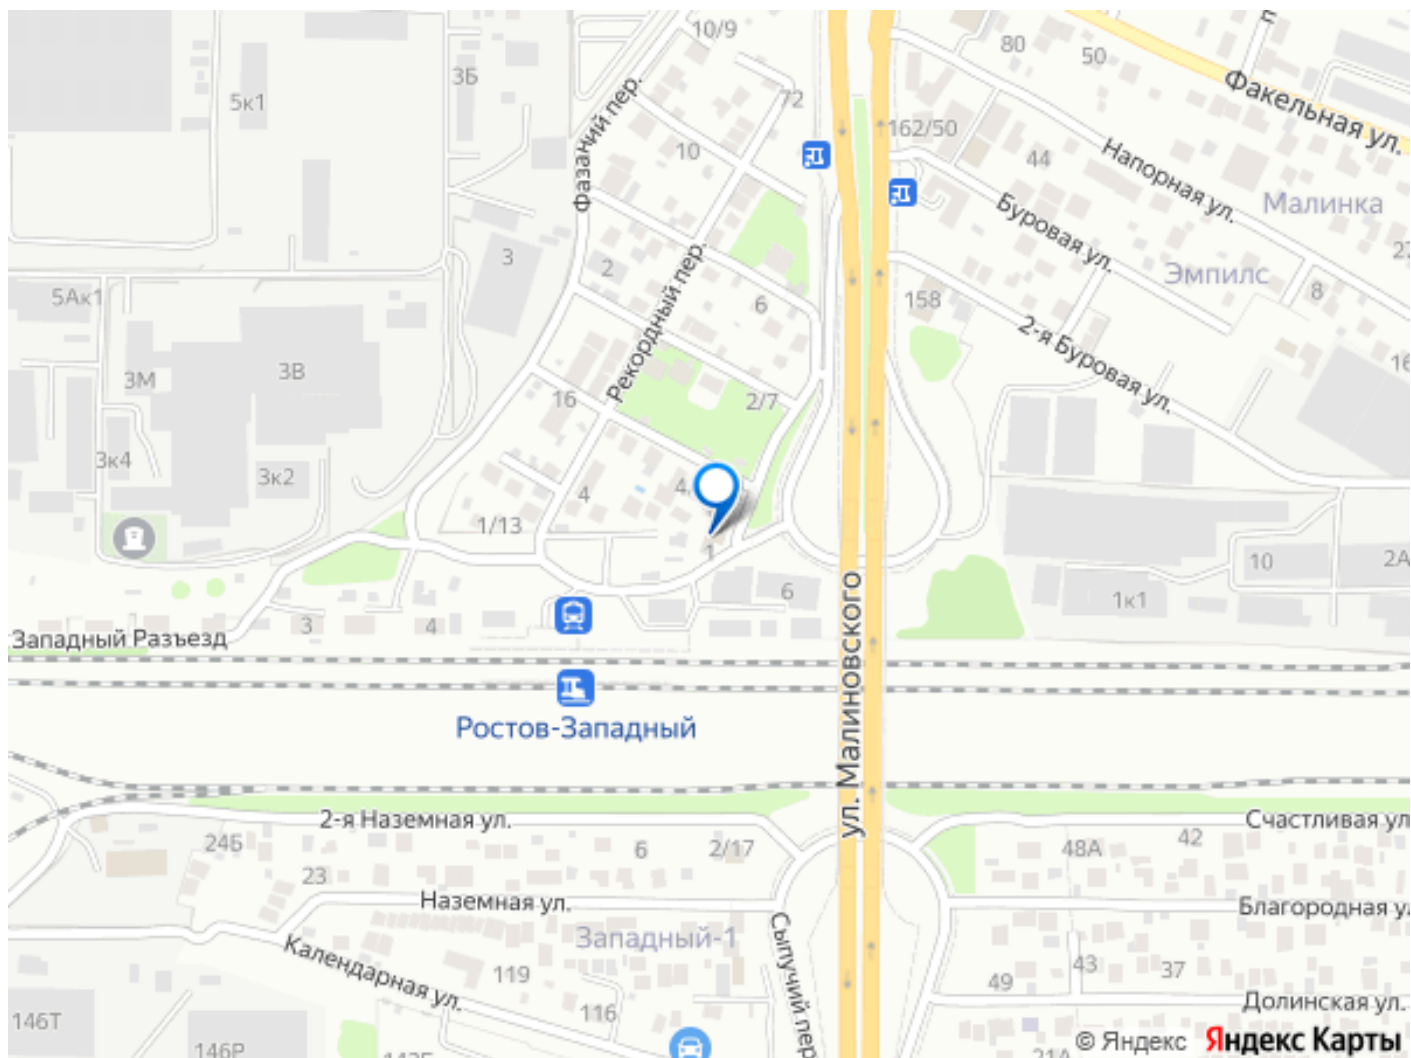 10/9
80
50
п
3Б
5к1
72
Факельная ул.
Фазаний пер.
162/50
10
44
Напорная ул.
Малинка
Буровая ул.
27
3
2
Рекордный пер.
Эмпилс
5Ак1
6
158
8
2-я Буровая ул.
3М
3В
16
16
2/7
3к4
3к2
4
4
1/13
1
10
2А
6
1к1
Западный Разъезд
3
4
ул. Малиновского
Ростов-Западный
2-я Наземная ул.
Счастливая ул
24Б
6
2/17
48А
42
23
Наземная ул.
Благородная у
Западный-1
Сыпучий пер
Календарная ул.
119
49
43
37
116
Долинская ул.
146Т
146Р
21А
© Яндекс Яндекс Карты